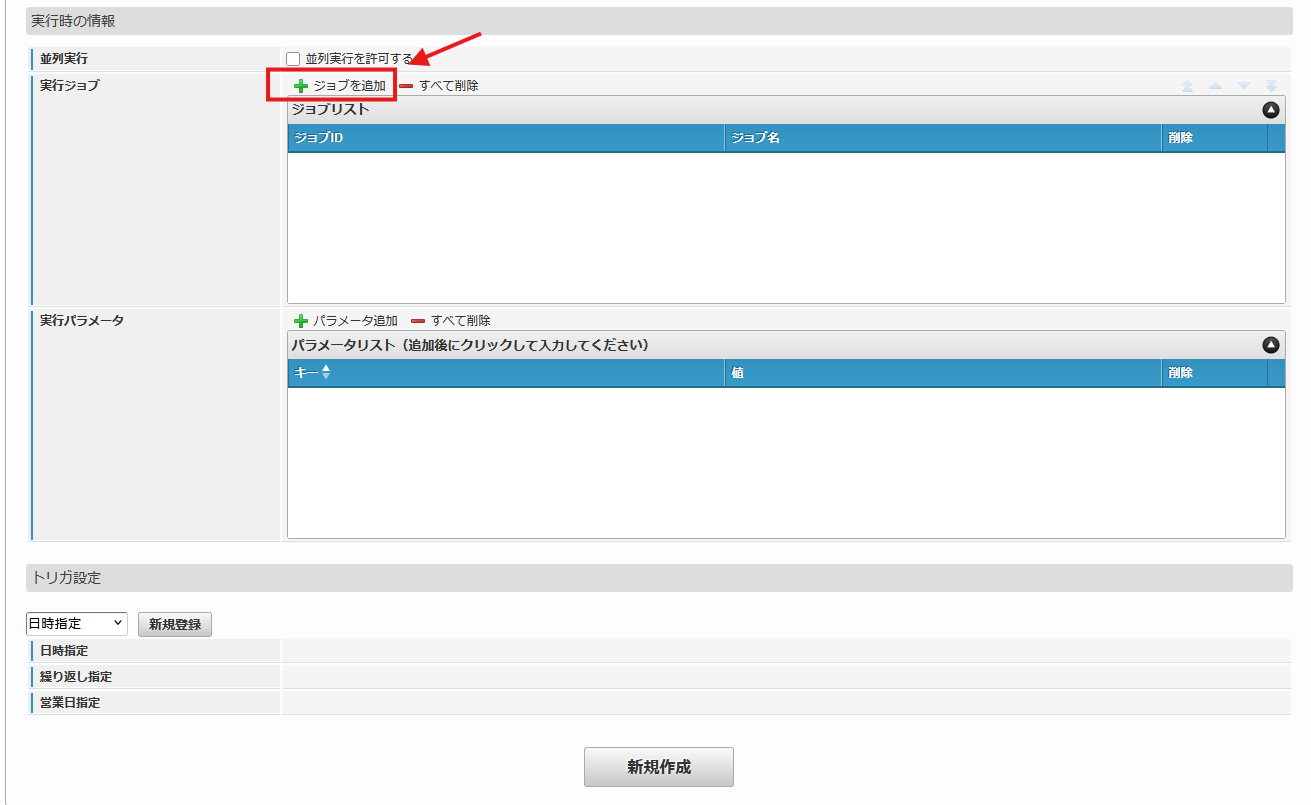 実行時の情報
並列実行 並列実行を許可する
実行ジョブ ジョブを追加 すべて削除
ジョブリスト
ジョブID ジョブ名 削除
実行パラメータ パラメータ追加 すべて削除
パラメータリスト（追加後にクリックして入力してください）
キー 値 削除
トリガ設定
日時指定 新規登録
日時指定
繰り返し指定
営業日指定
新規作成